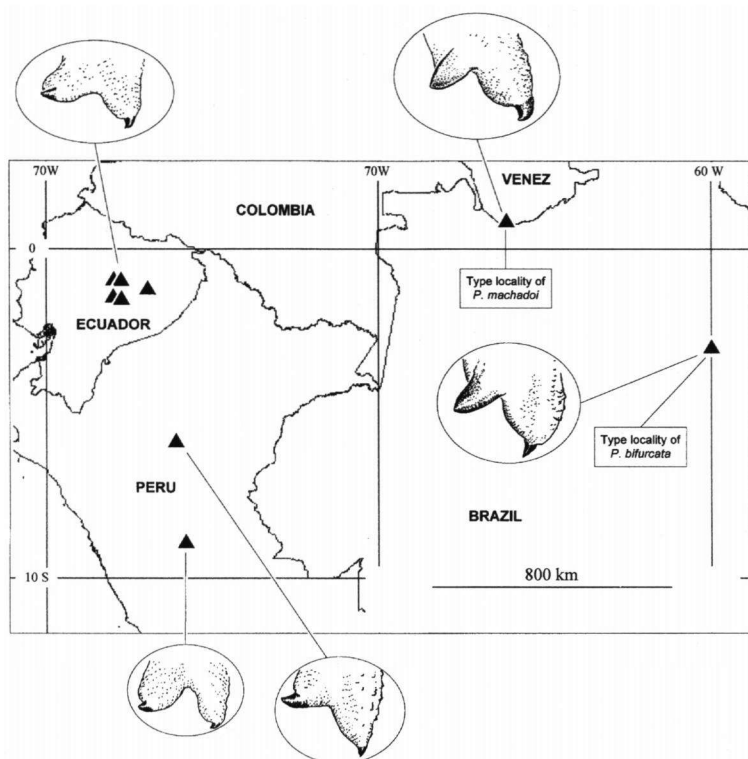 70W
70W
VENEZ
60 W
COLOMBIA
0
Type locality of
P. machadoi
ECUADOR
Type locality of
P. bifurcata
PERU
BRAZIL
10 S
800 km